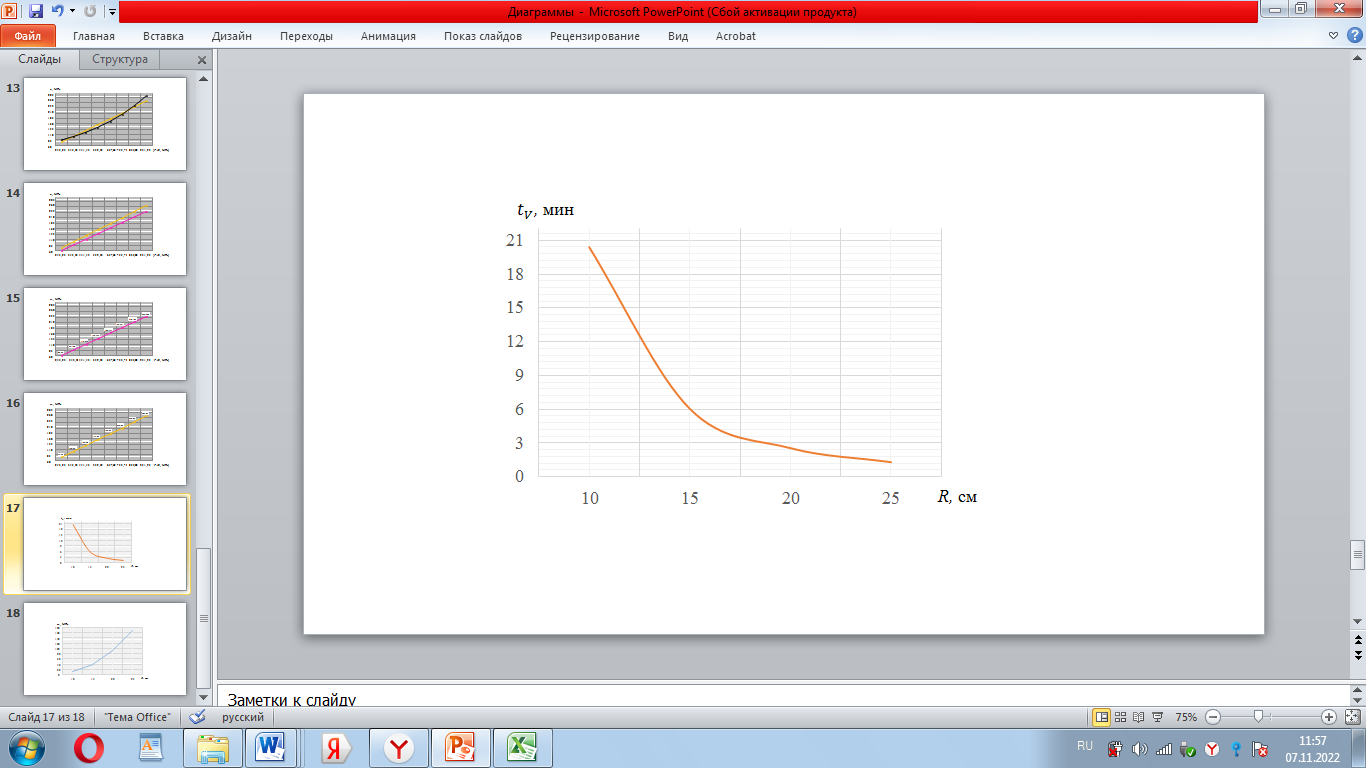 Диаграммы - Microsoft PowerPoint (Сбой активации продукта)
Файл Главная Вставка Дизайн Переходы Анимация Показ слайдов Рецензирование Вид Acrobat
Слайды Структура
13
14
15
16
17
18
tV, мин
21
18
15
12
9
6
3
0
10 15 20 25 R, см
Заметки к слайду
Слайд 17 из 18 "Тема Office" русский 75%
RU 11:57
07.11.2022